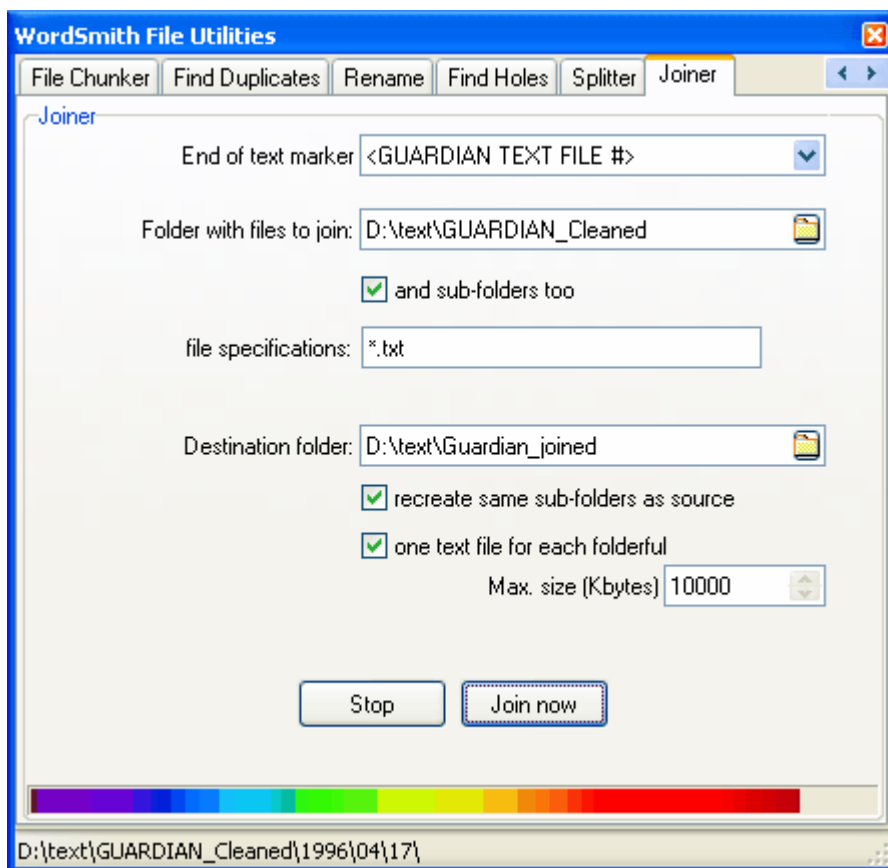 WordSmith File Utilities
File Chunker Find Duplicates Rename Find Holes Splitter Joiner
Joiner
End of text marker <GUARDIAN TEXT FILE #>
Folder with files to join: D:\text\GUARDIAN_Cleaned
and sub-folders too
file specifications: *.txt
Destination folder: D:\text\Guardian_joined
recreate same sub-folders as source
one text file for each folderful
Max. size (Kbytes) 10000
Stop Join now
D:\text\GUARDIAN_Cleaned\1996\04\17\